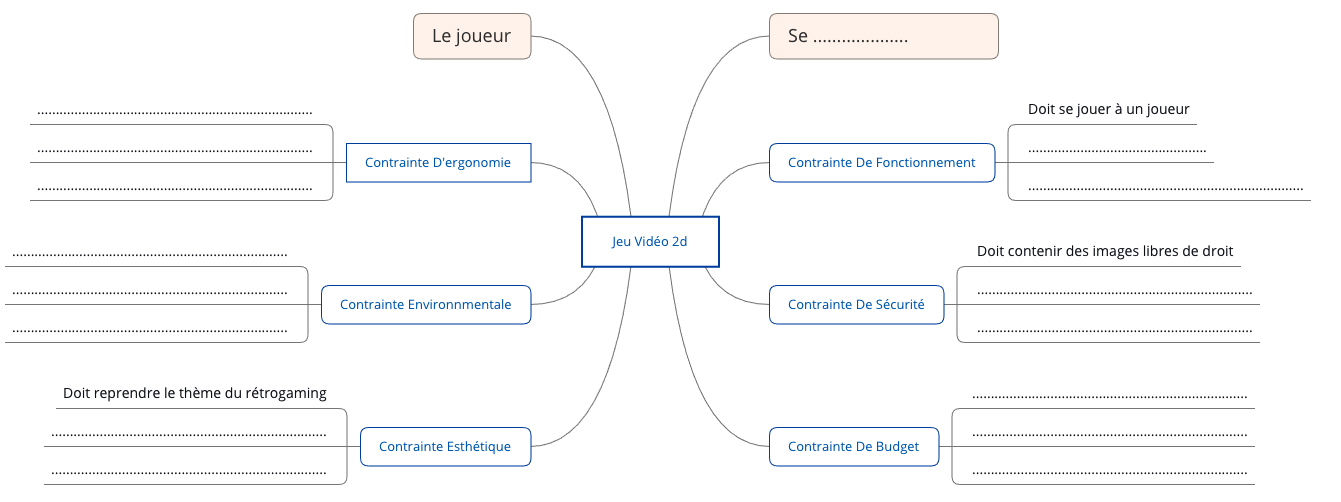 Le joueur
Se ...................
Contrainte D'ergonomie
..........................................................................
..........................................................................
..........................................................................
Contrainte Environnmentale
..........................................................................
..........................................................................
..........................................................................
Contrainte Esthétique
Doit reprendre le thème du rétrogaming
..........................................................................
..........................................................................
Jeu Vidéo 2d
Contrainte De Fonctionnement
Doit se jouer à un joueur
................................................
..........................................................................
Contrainte De Sécurité
Doit contenir des images libres de droit
..........................................................................
..........................................................................
Contrainte De Budget
..........................................................................
..........................................................................
..........................................................................